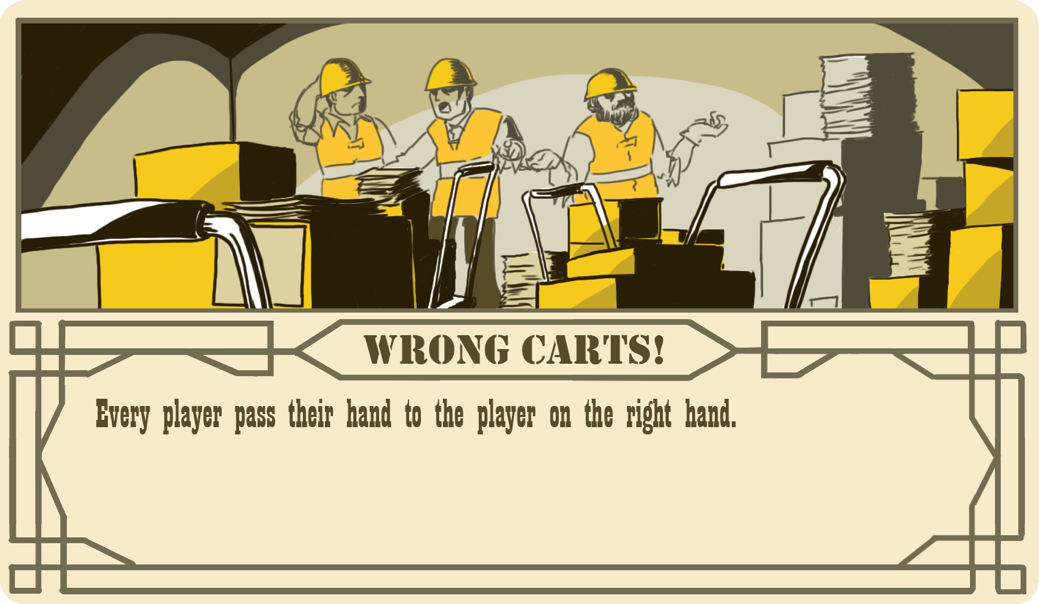 WRONG CARTS!
Every player pass their hand to the player on the right hand.